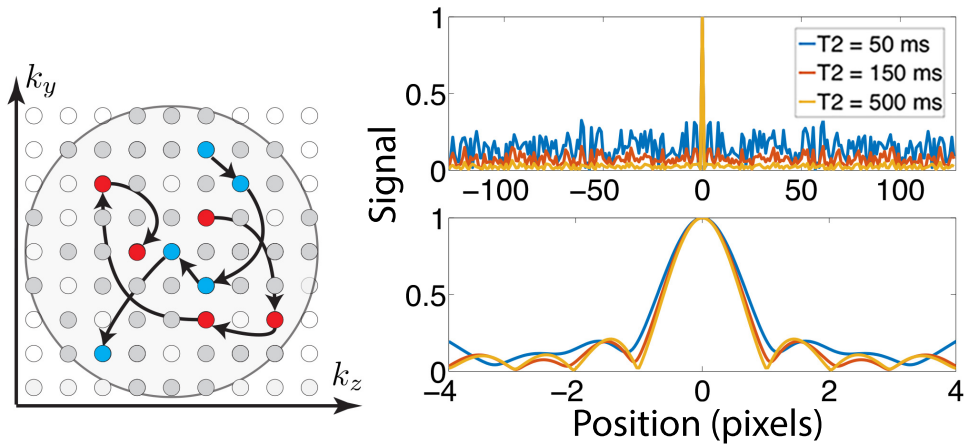 k_y
k_z
Signal
1
0.5
0
T2 = 50 ms
T2 = 150 ms
T2 = 500 ms
−100 −50 0 50 100
1
0.5
0
−4 −2 0 2 4
Position (pixels)